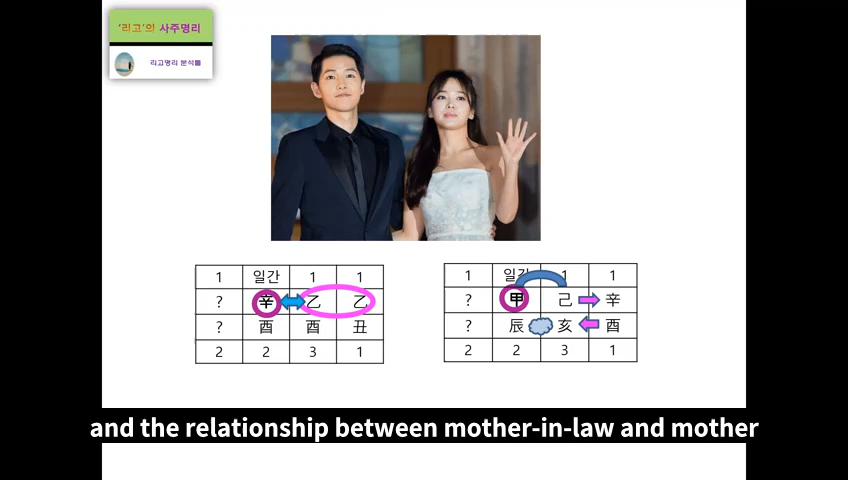 '리고'의 사주명리
리고명리 문석틀
1 일간 1 1
? 辛 乙 乙
? 酉 酉 丑
2 2 3 1
1 일간 1 1
? 甲 己 辛
? 辰 亥 酉
2 2 3 1
and the relationship between mother-in-law and mother